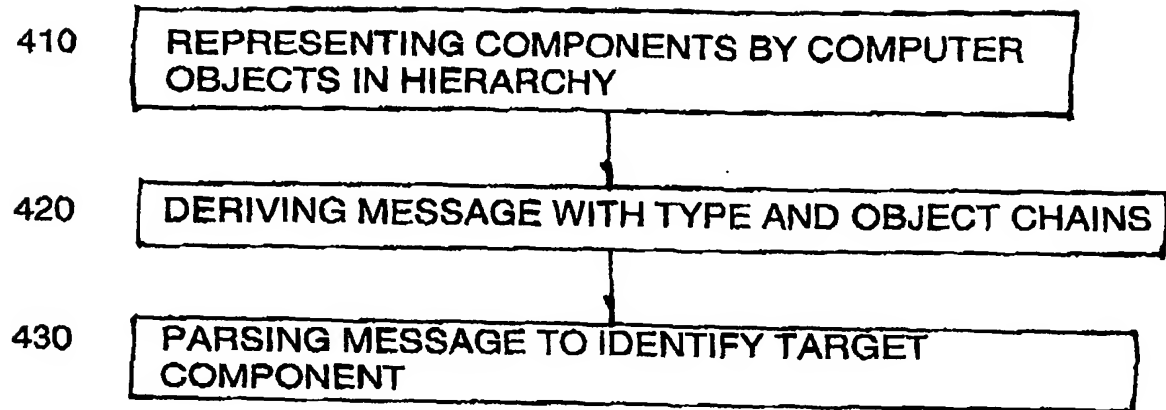 410 REPRESENTING COMPONENTS BY COMPUTER
OBJECTS IN HIERARCHY
420 DERIVING MESSAGE WITH TYPE AND OBJECT CHAINS
430 PARSING MESSAGE TO IDENTIFY TARGET
COMPONENT